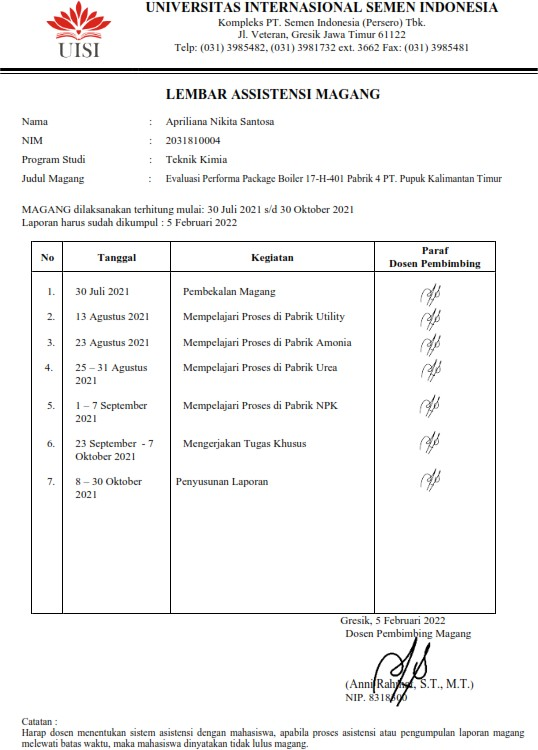 UNIVERSITAS INTERNASIONAL SEMEN INDONESIA
Kompleks PT. Semen Indonesia (Persero) Tbk.
Jl. Veteran, Gresik Jawa Timur 61122
Telp: (031) 3985482, (031) 3981732 ext. 3662 Fax: (031) 3985481
UISI
LEMBAR ASSISTENSI MAGANG
Nama : Apriliana Nikita Santosa
NIM : 2031810004
Program Studi : Teknik Kimia
Judul Magang : Evaluasi Performa Package Boiler 17-H-401 Pabrik 4 PT. Pupuk Kalimantan Timur
MAGANG dilaksanakan terhitung mulai: 30 Juli 2021 s/d 30 Oktober 2021
Laporan harus sudah dikumpul : 5 Februari 2022
No Tanggal Kegiatan Paraf
Dosen Pembimbing
1. 30 Juli 2021 Pembekalan Magang
2. 13 Agustus 2021 Mempelajari Proses di Pabrik Utility
3. 23 Agustus 2021 Mempelajari Proses di Pabrik Amonia
4. 25 – 31 Agustus Mempelajari Proses di Pabrik Urea
2021
5. 1 – 7 September Mempelajari Proses di Pabrik NPK
2021
6. 23 September - 7 Mengerjakan Tugas Khusus
Oktober 2021
7. 8 – 30 Oktober Penyusunan Laporan
2021
Gresik, 5 Februari 2022
Dosen Pembimbing Magang
(Anni S.T., M.T.)
NIP.
Catatan :
Harap dosen menentukan sistem asistensi dengan mahasiswa, apabila proses asistensi atau pengumpulan laporan magang
melewati batas waktu, maka mahasiswa dinyatakan tidak lulus magang.